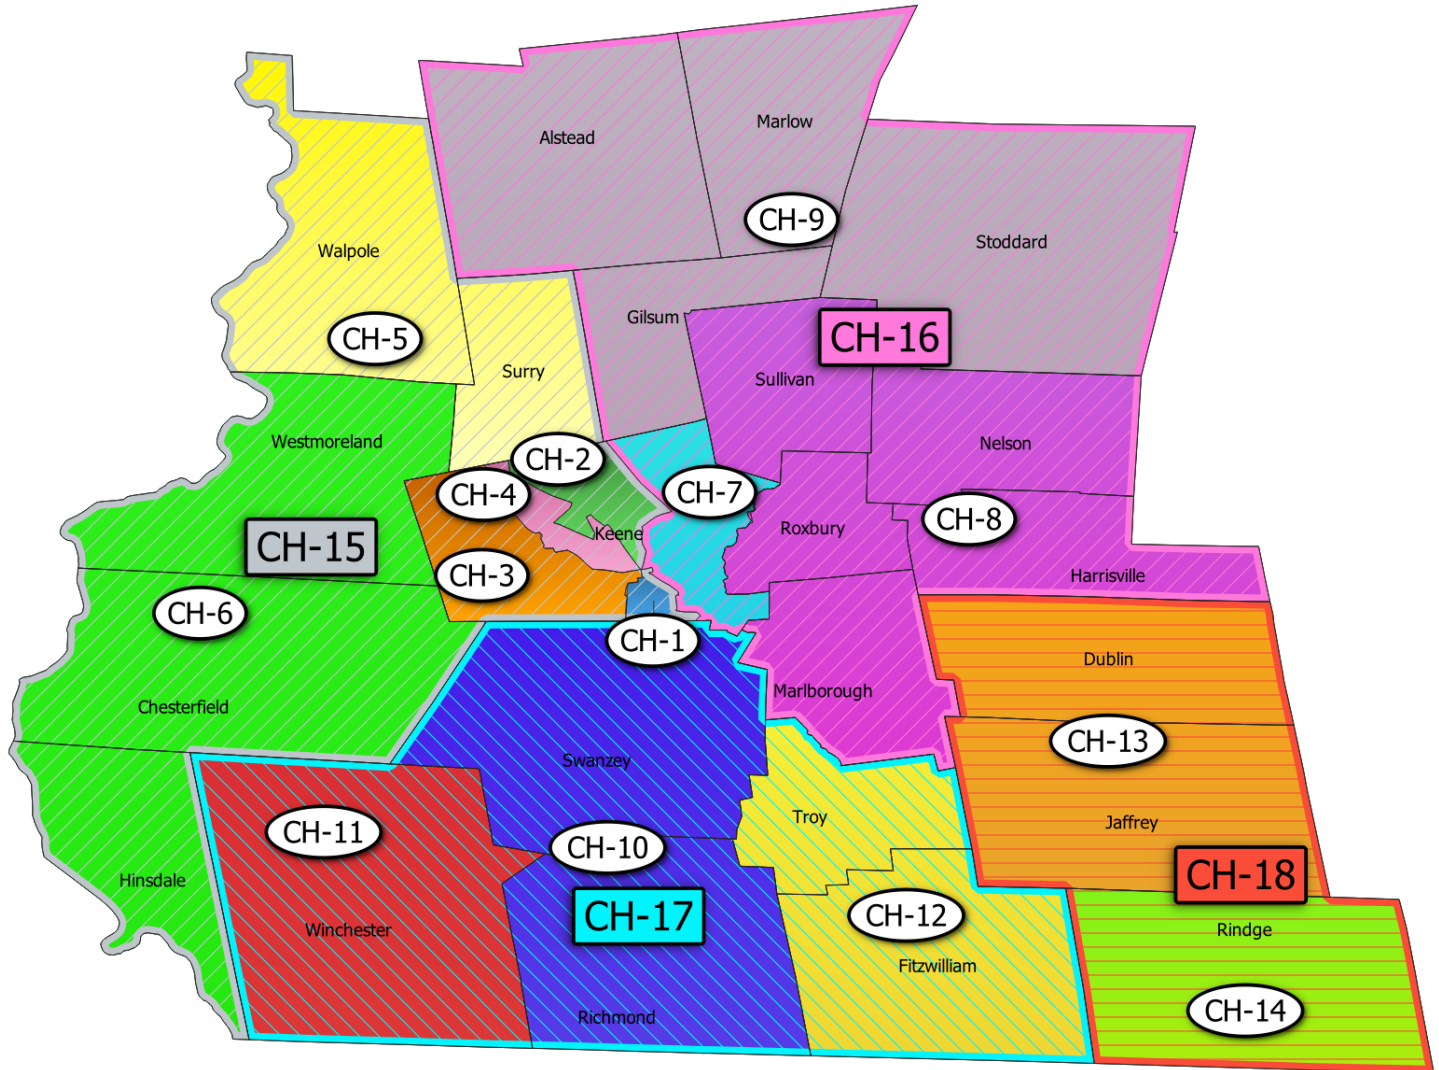 Alstead
Marlow
CH-9
Stoddard
Walpole
CH-5
Gilsum
CH-16
Surry
Sullivan
Westmoreland
Nelson
CH-2
CH-4
CH-7
Keene
Roxbury
CH-8
CH-15
CH-3
Harrisville
CH-6
CH-1
Dublin
Marlborough
Chesterfield
CH-13
Swanzey
Troy
Jaffrey
CH-11
CH-10
CH-18
Hinsdale
CH-17
CH-12
Winchester
Rindge
Fitzwilliam
Richmond
CH-14